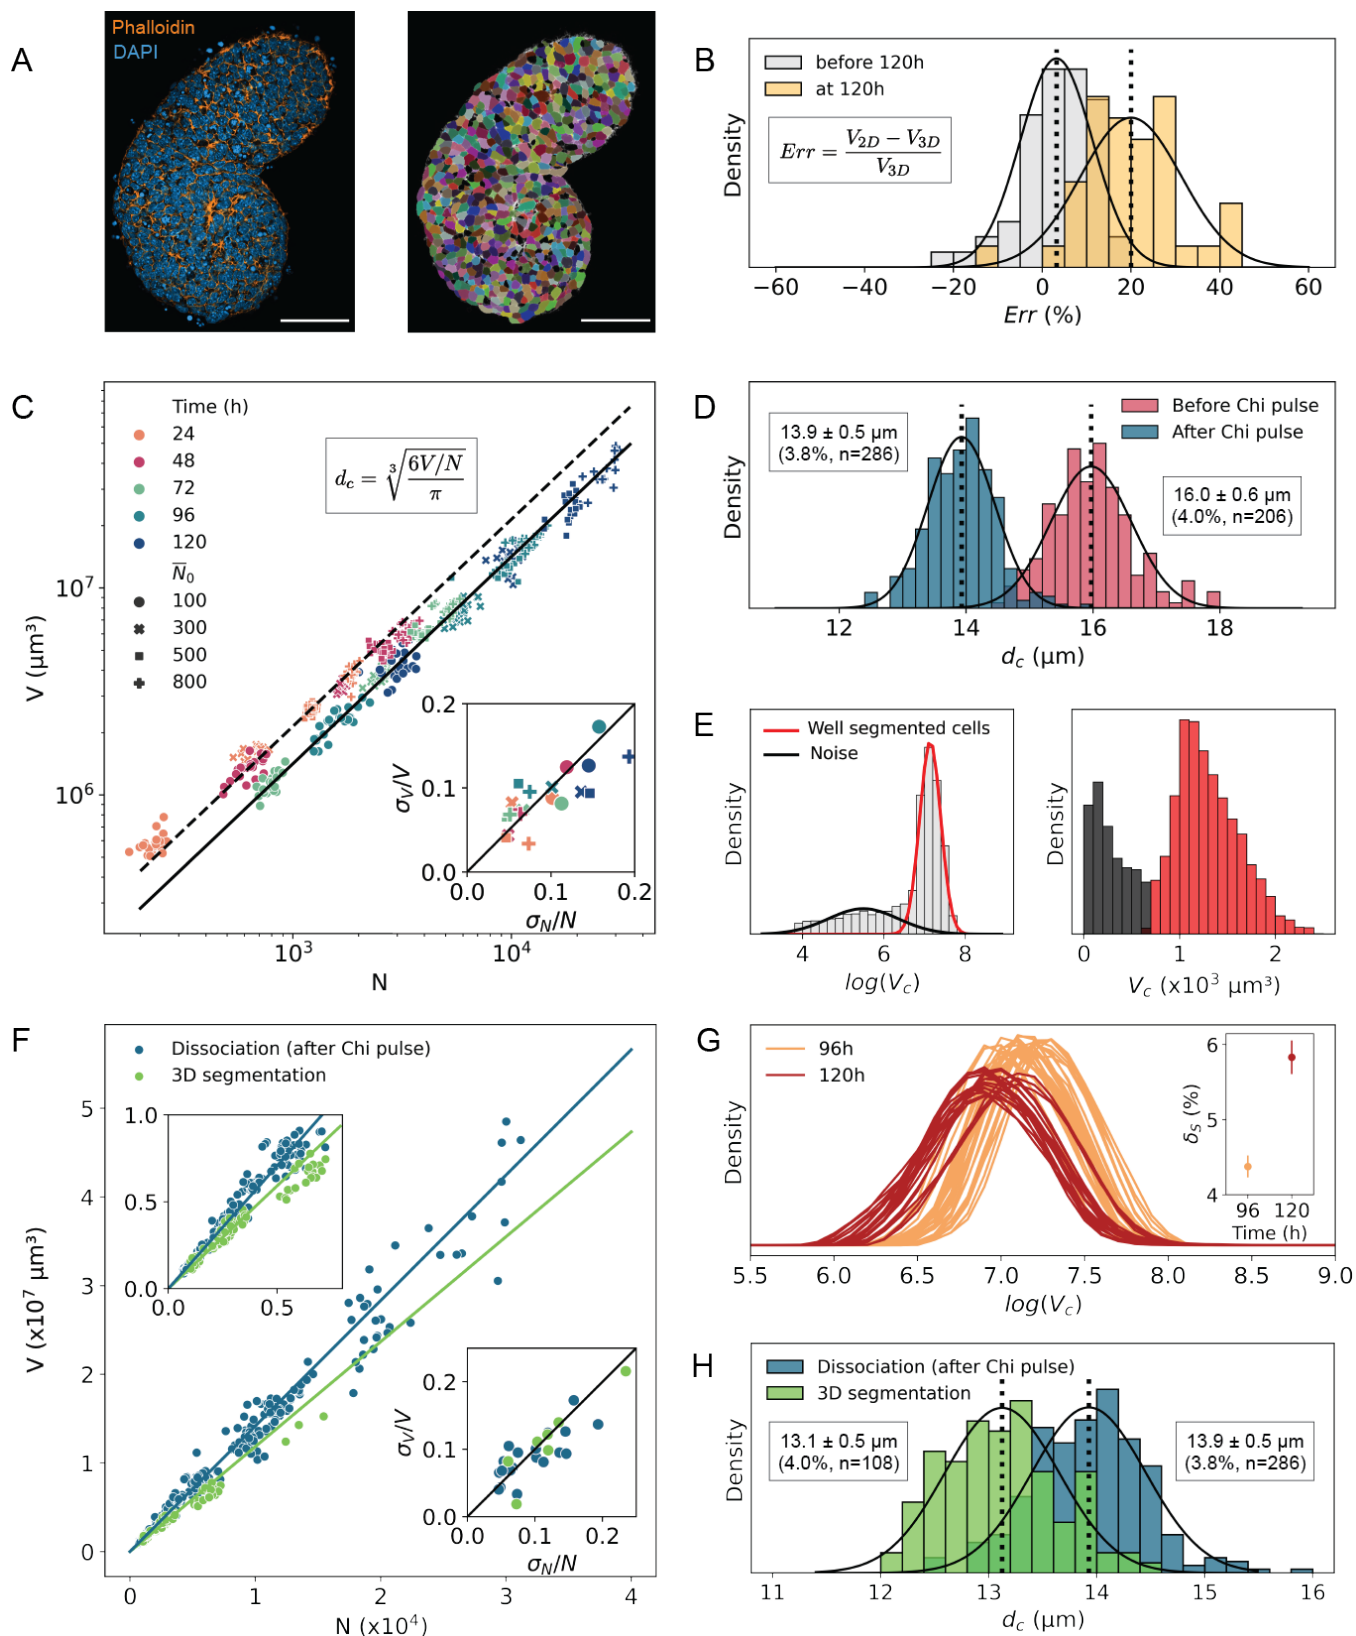 A
Phalloidin
DAPI
B
before 120h
at 120h
Err = (V2D − V3D) / V3D
Density
−60 −40 −20 0 20 40 60
Err (%)
C
Time (h)
24
48
72
96
120
N̅0
100
300
500
800
dc = ∛((6V/N)/π)
V (μm³)
10⁷
10⁶
10³ 10⁴
N
0.2
0.1
0.0
σV/V
0.0 0.1 0.2
σN/N
D
Before Chi pulse
After Chi pulse
13.9 ± 0.5 μm
(3.8%, n=286)
16.0 ± 0.6 μm
(4.0%, n=206)
Density
12 14 16 18
dc (μm)
E
Well segmented cells
Noise
Density
4 6 8
log(Vc)
Density
0 1 2
Vc (x10³ μm³)
F
Dissociation (after Chi pulse)
3D segmentation
V (x10⁷ μm³)
5
4
3
2
1
0
0 1 2 3 4
N (x10⁴)
1.0
0.5
0.0
0.0 0.5
0.2
0.1
0.0
σV/V
0.0 0.1 0.2
σN/N
G
96h
120h
Density
5.5 6.0 6.5 7.0 7.5 8.0 8.5 9.0
log(Vc)
6
5
4
δS (%)
96 120
Time (h)
H
Dissociation (after Chi pulse)
3D segmentation
13.1 ± 0.5 μm
(4.0%, n=108)
13.9 ± 0.5 μm
(3.8%, n=286)
Density
11 12 13 14 15 16
dc (μm)